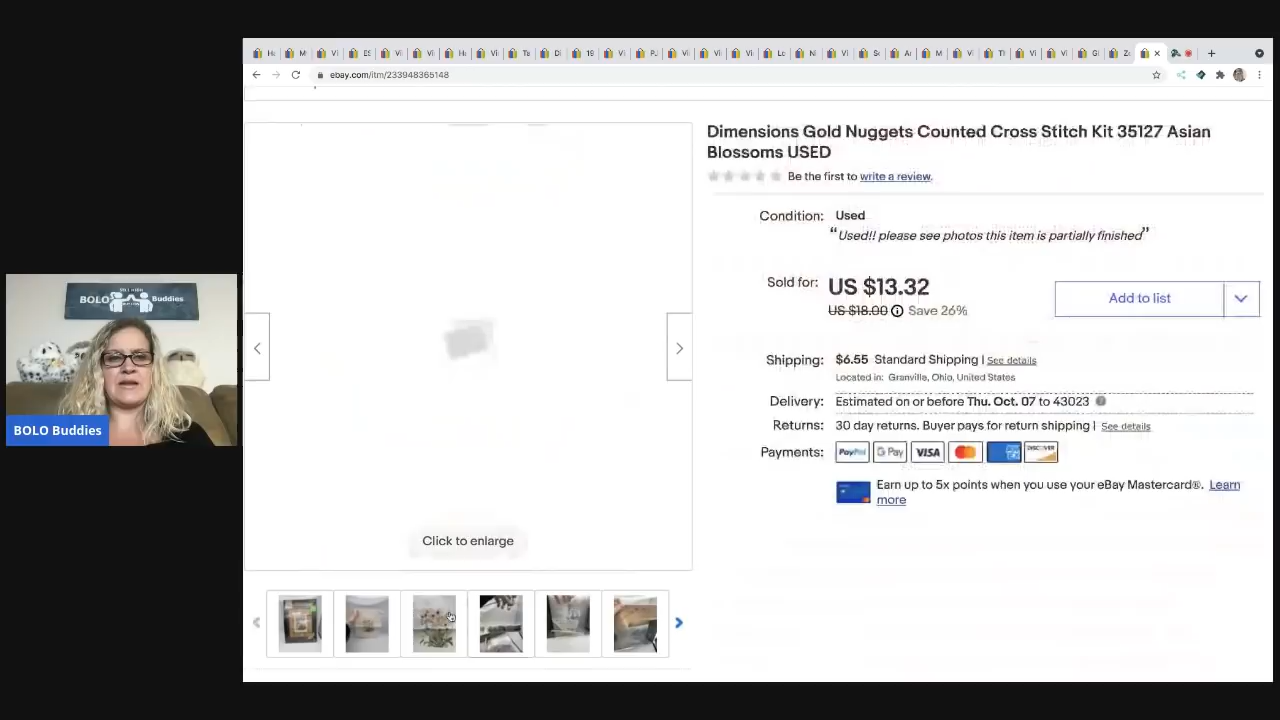 ebay.com/itm/233948365148
Dimensions Gold Nuggets Counted Cross Stitch Kit 35127 Asian
Blossoms USED
Be the first to write a review.
Condition: Used
“Used!! please see photos this item is partially finished”
Sold for: US $13.32
US $18.00 Save 26%
Add to list
Shipping: $6.55 Standard Shipping | See details
Located in: Granville, Ohio, United States
Delivery: Estimated on or before Thu. Oct. 07 to 43023
Returns: 30 day returns. Buyer pays for return shipping | See details
Payments: PayPal G Pay VISA DISCOVER
Earn up to 5x points when you use your eBay Mastercard®. Learn
more
Click to enlarge
BOLO Buddies
BOLO Buddies